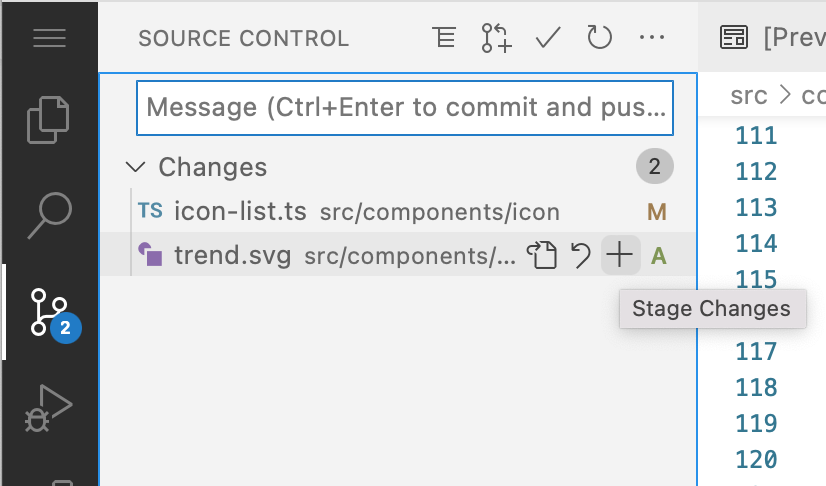 SOURCE CONTROL
[Prev
Message (Ctrl+Enter to commit and pus...
src > co
Changes 2
TS icon-list.ts src/components/icon M
trend.svg src/components/... A
Stage Changes
2
111
112
113
114
115
117
118
119
120